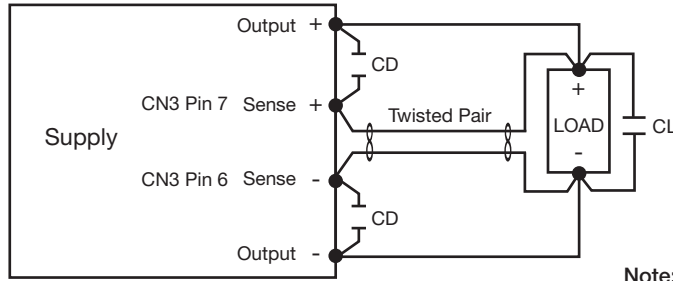 Output +
CD
CN3 Pin 7 Sense +
Twisted Pair
+
LOAD
-
CL
Supply
CN3 Pin 6 Sense -
CD
Output -
Note: